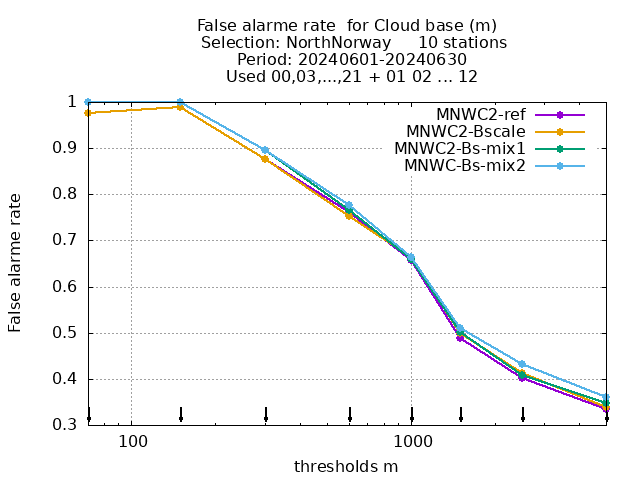 False alarme rate  for Cloud base (m)
Selection: NorthNorway     10 stations
Period: 20240601-20240630
Used 00,03,...,21 + 01 02 ... 12
MNWC2-ref
MNWC2-Bscale
MNWC2-Bs-mix1
MNWC-Bs-mix2
1
0.9
0.8
0.7
0.6
0.5
0.4
0.3
False alarme rate
100
1000
thresholds m